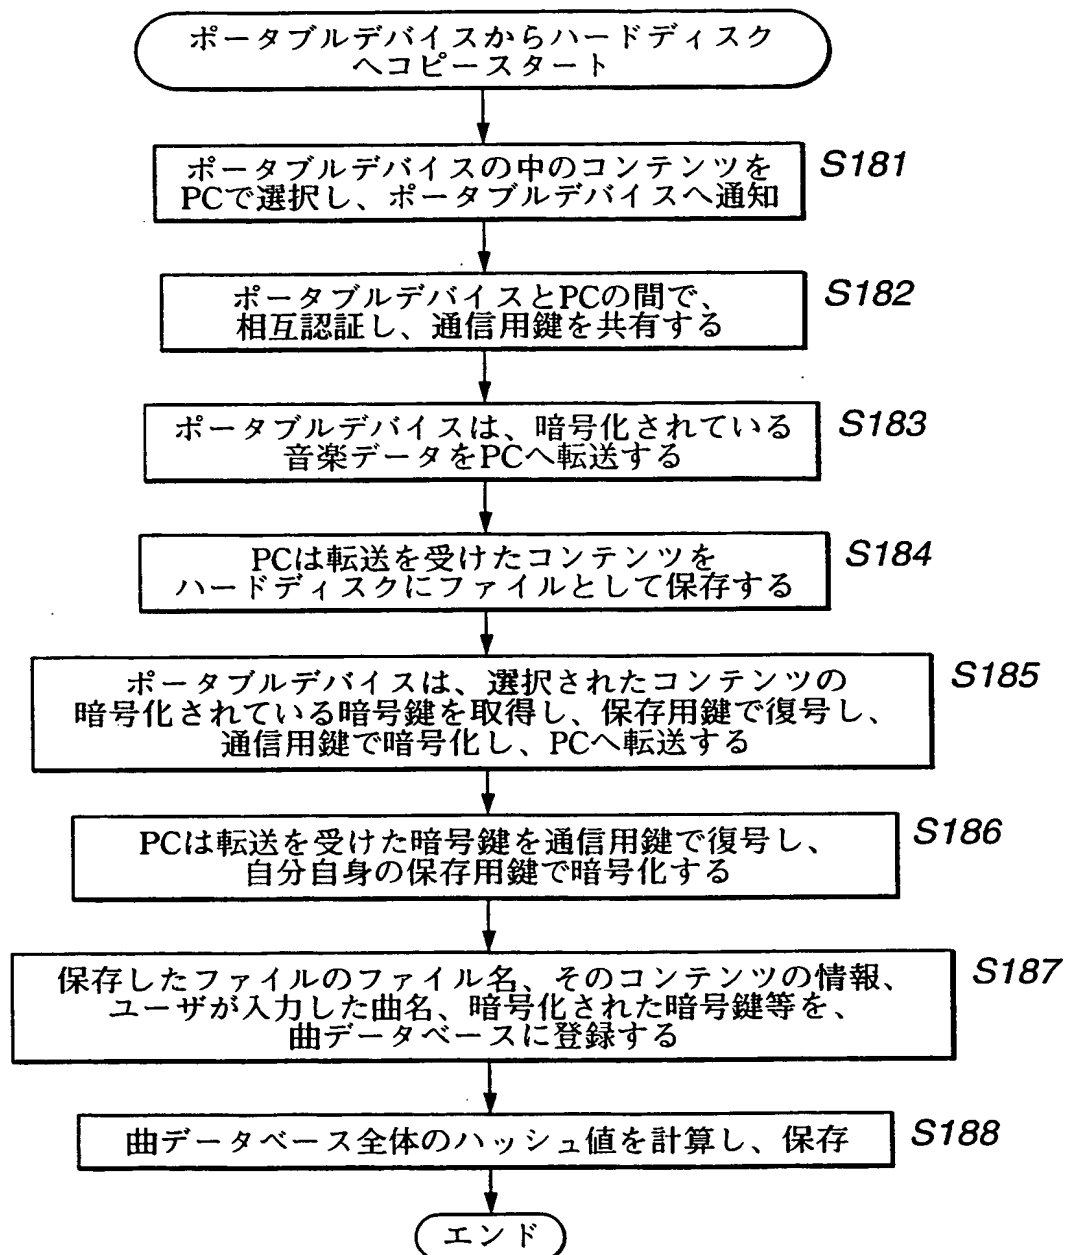 ポータブルデバイスからハードディスク
へコピースタート
ポータブルデバイスの中のコンテンツを
PCで選択し、ポータブルデバイスへ通知
S181
ポータブルデバイスとPCの間で、
相互認証し、通信用鍵を共有する
S182
ポータブルデバイスは、暗号化されている
音楽データをPCへ転送する
S183
PCは転送を受けたコンテンツを
ハードディスクにファイルとして保存する
S184
ポータブルデバイスは、選択されたコンテンツの
暗号化されている暗号鍵を取得し、保存用鍵で復号し、
通信用鍵で暗号化し、PCへ転送する
S185
PCは転送を受けた暗号鍵を通信用鍵で復号し、
自分自身の保存用鍵で暗号化する
S186
保存したファイルのファイル名、そのコンテンツの情報、
ユーザが入力した曲名、暗号化された暗号鍵等を、
曲データベースに登録する
S187
曲データベース全体のハッシュ値を計算し、保存
S188
エンド